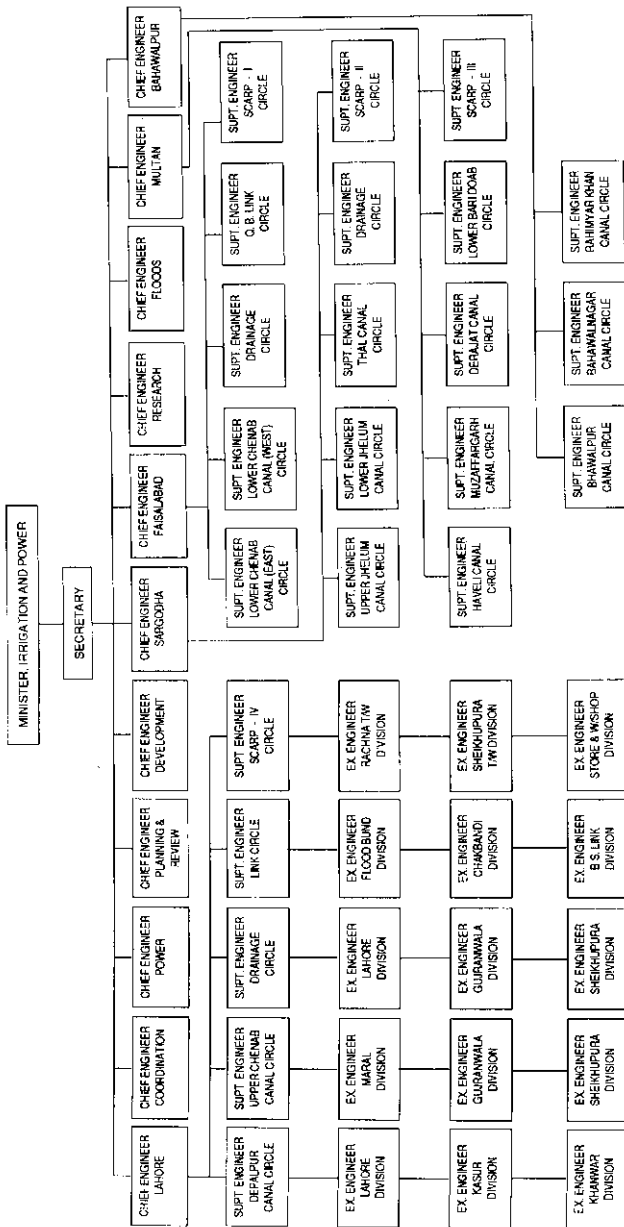 MINISTER, IRRIGATION AND POWER
SECRETARY
CHIEF ENGINEER
LAHORE
CHIEF ENGINEER
COORDINATION
CHIEF ENGINEER
POWER
CHIEF ENGINEER
PLANNING &
REVIEW
CHIEF ENGINEER
DEVELOPMENT
CHIEF ENGINEER
SARGODHA
CHIEF ENGINEER
FAISALABAD
CHIEF ENGINEER
RESEARCH
CHIEF ENGINEER
FLOODS
CHIEF ENGINEER
MULTAN
CHIEF ENGINEER
BAHAWALPUR
SUPT. ENGINEER
DEPALPUR
CANAL CIRCLE
SUPT. ENGINEER
UPPER CHENAB
CANAL CIRCLE
SUPT. ENGINEER
DRAINAGE
CIRCLE
SUPT. ENGINEER
LINK CIRCLE
SUPT. ENGINEER
SCARP - IV
CIRCLE
SUPT. ENGINEER
LOWER CHENAB
CANAL (EAST)
CIRCLE
SUPT. ENGINEER
LOWER CHENAB
CANAL (WEST)
CIRCLE
SUPT. ENGINEER
DRAINAGE
CIRCLE
SUPT. ENGINEER
Q. B. LINK
CIRCLE
SUPT. ENGINEER
SCARP - I
CIRCLE
EX. ENGINEER
LAHORE
DIVISION
EX. ENGINEER
MARAL
DIVISION
EX. ENGINEER
LAHORE
DIVISION
EX. ENGINEER
FLOOD BUND
DIVISION
EX. ENGINEER
RACHNA T/W
DIVISION
SUPT. ENGINEER
UPPER JHELUM
CANAL CIRCLE
SUPT. ENGINEER
LOWER JHELUM
CANAL CIRCLE
SUPT. ENGINEER
THAL CANAL
CIRCLE
SUPT. ENGINEER
DRAINAGE
CIRCLE
SUPT. ENGINEER
SCARP - II
CIRCLE
EX. ENGINEER
KASUR
DIVISION
EX. ENGINEER
GUJRANWALA
DIVISION
EX. ENGINEER
GUJRANWALA
DIVISION
EX. ENGINEER
CHAKBANDI
DIVISION
EX. ENGINEER
SHEIKHUPURA
T/W DIVISION
SUPT. ENGINEER
HAVELI CANAL
CIRCLE
SUPT. ENGINEER
MUZAFFARGARH
CANAL CIRCLE
SUPT. ENGINEER
DERAJAT CANAL
CIRCLE
SUPT. ENGINEER
LOWER BARI DOAB
CIRCLE
SUPT. ENGINEER
SCARP - III
CIRCLE
EX. ENGINEER
KHANWAR
DIVISION
EX. ENGINEER
SHEIKHUPURA
DIVISION
EX. ENGINEER
SHEIKHUPURA
DIVISION
EX. ENGINEER
B.S. LINK
DIVISION
EX. ENGINEER
STORE & W/SHOP
DIVISION
SUPT. ENGINEER
BHAWALPUR
CANAL CIRCLE
SUPT. ENGINEER
BAHAWALNAGAR
CANAL CIRCLE
SUPT. ENGINEER
RAHIMYAR KHAN
CANAL CIRCLE